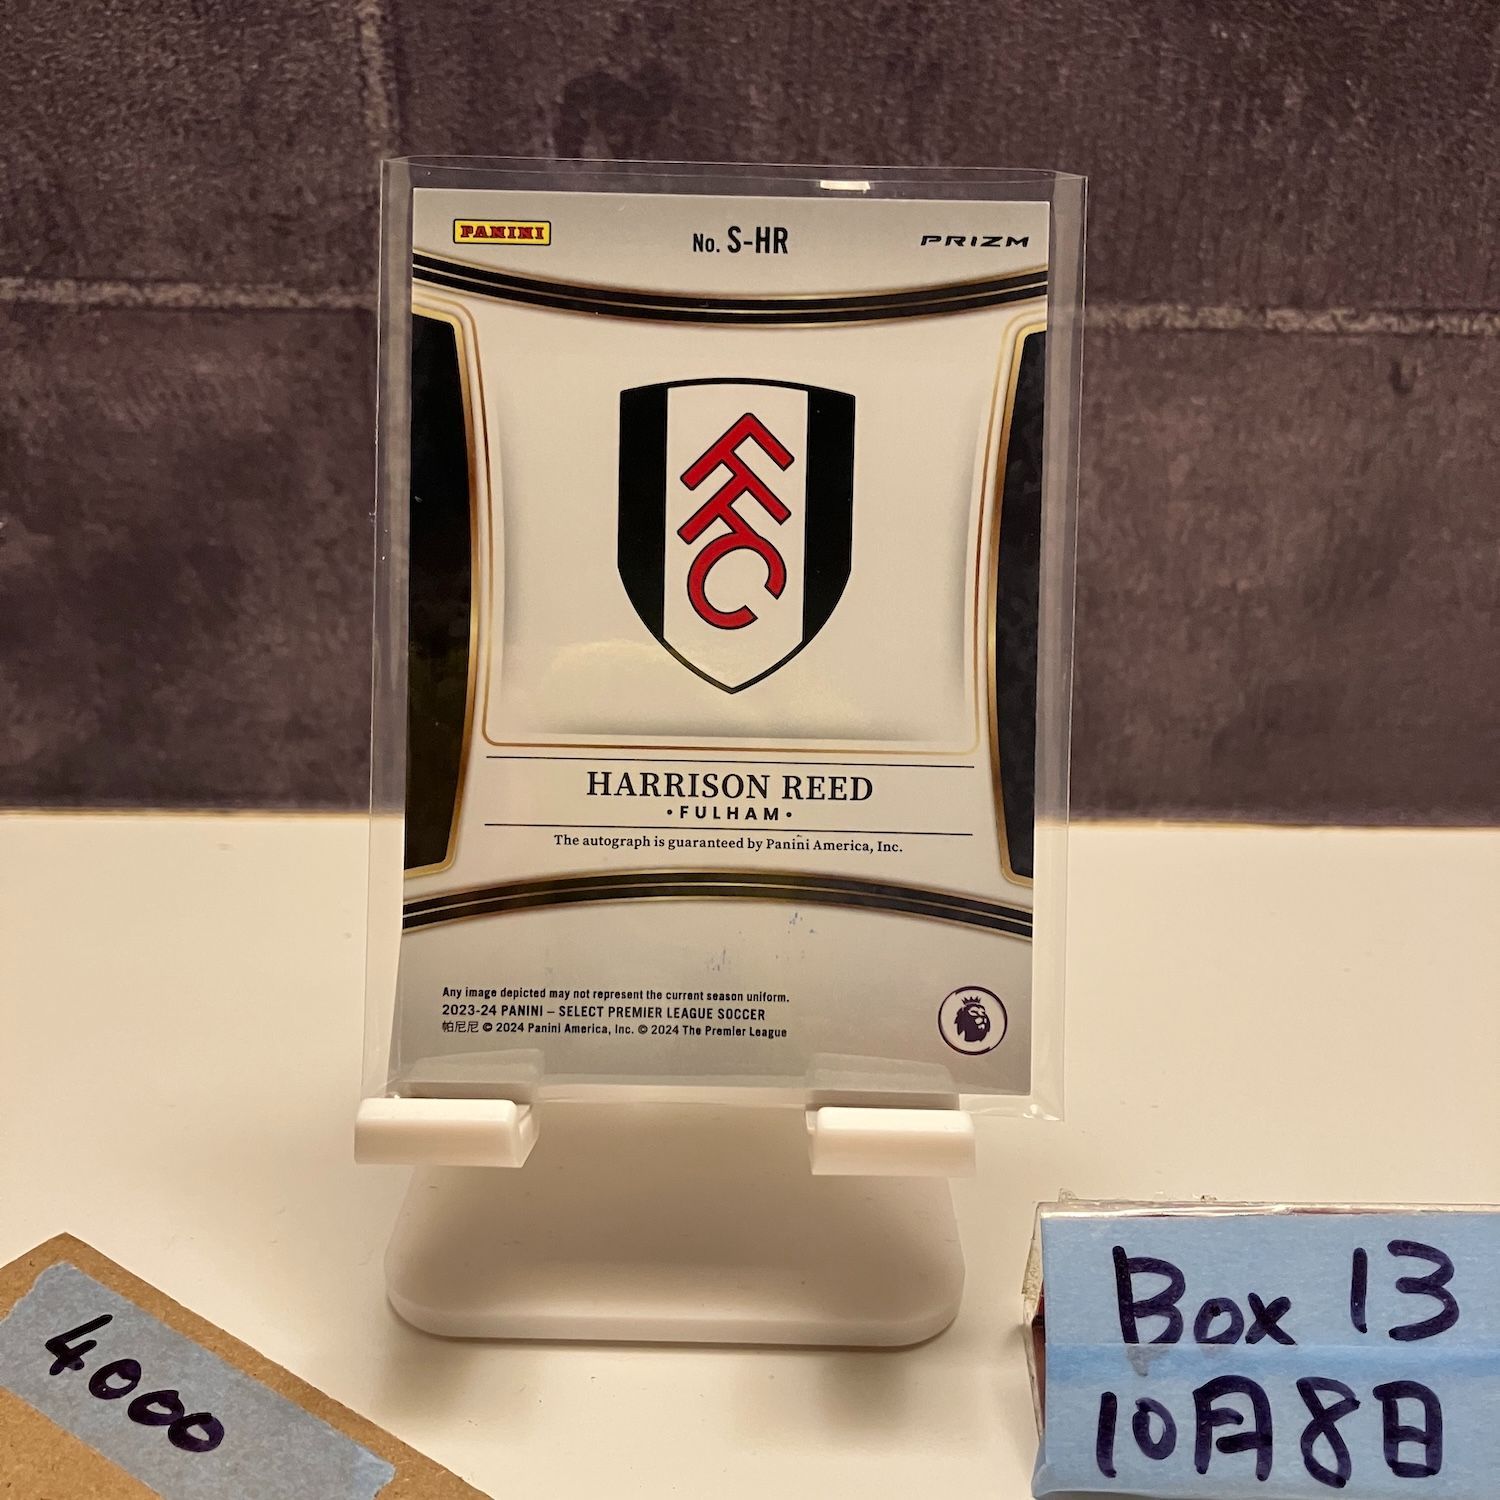 PANINI
No. S-HR
PRIZM
FFC
HARRISON REED
•FULHAM•
The autograph is guaranteed by Panini America, Inc.
Any image depicted may not represent the current season uniform.
2023-24 PANINI – SELECT PREMIER LEAGUE SOCCER
帕尼尼 © 2024 Panini America, Inc. © 2024 The Premier League
4000
Box 13
10月8日